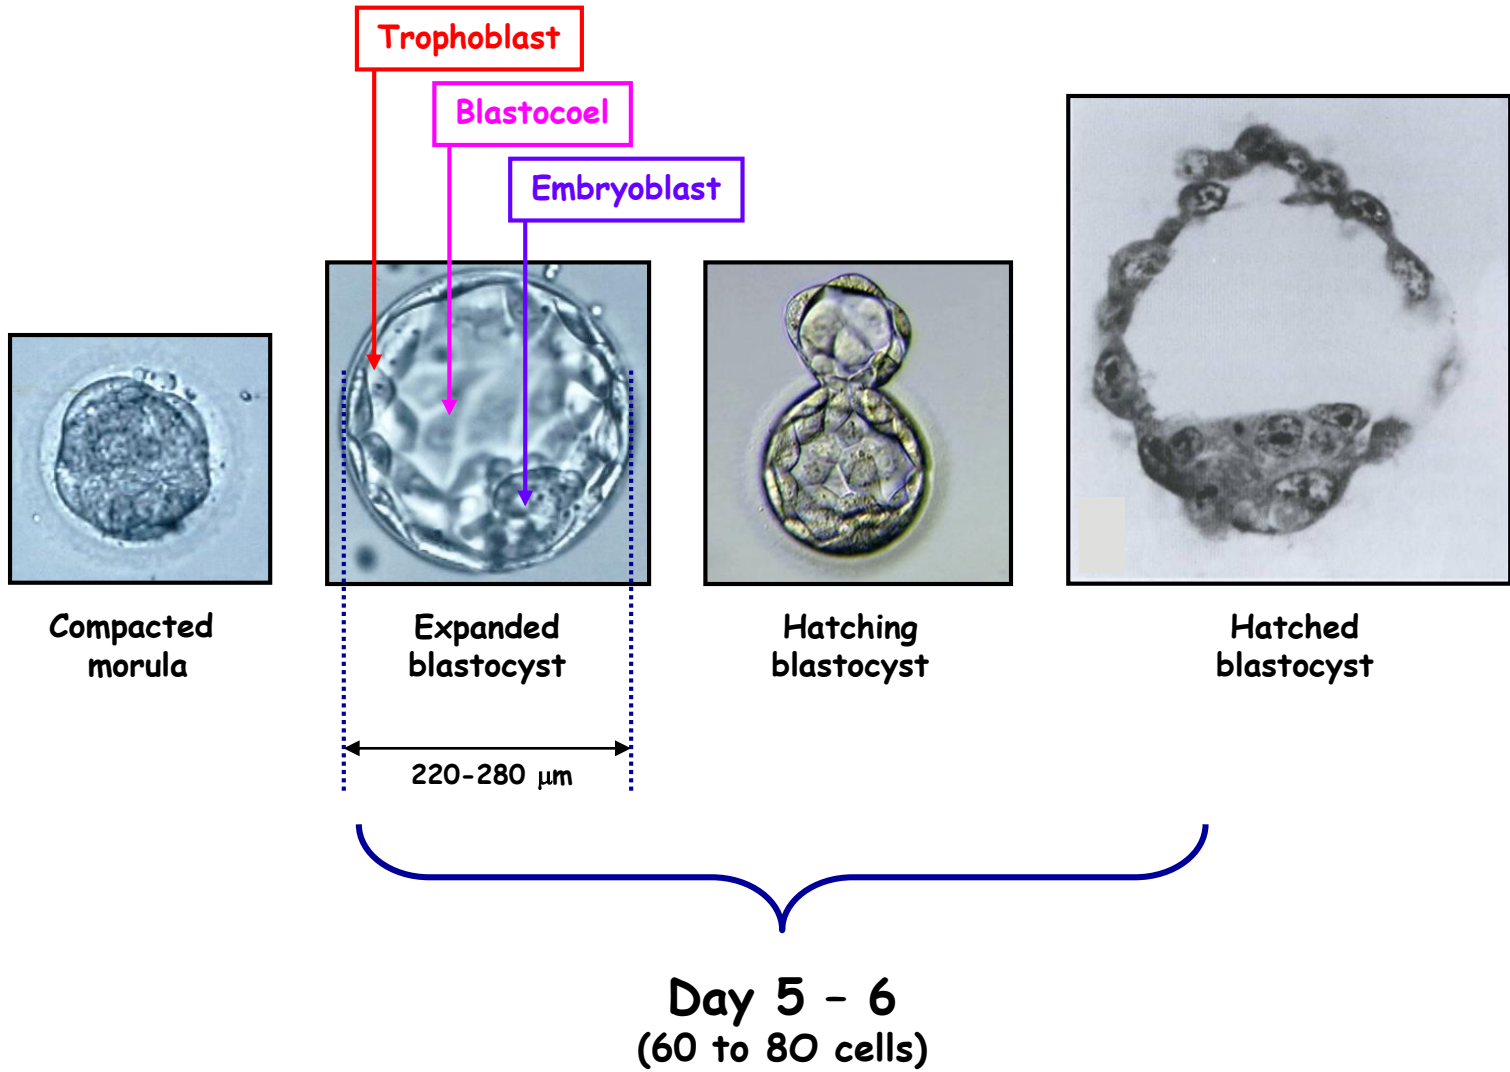 Trophoblast
Blastocoel
Embryoblast
Compacted
morula
Expanded
blastocyst
Hatching
blastocyst
Hatched
blastocyst
220-280 μm
Day 5 - 6
(60 to 80 cells)